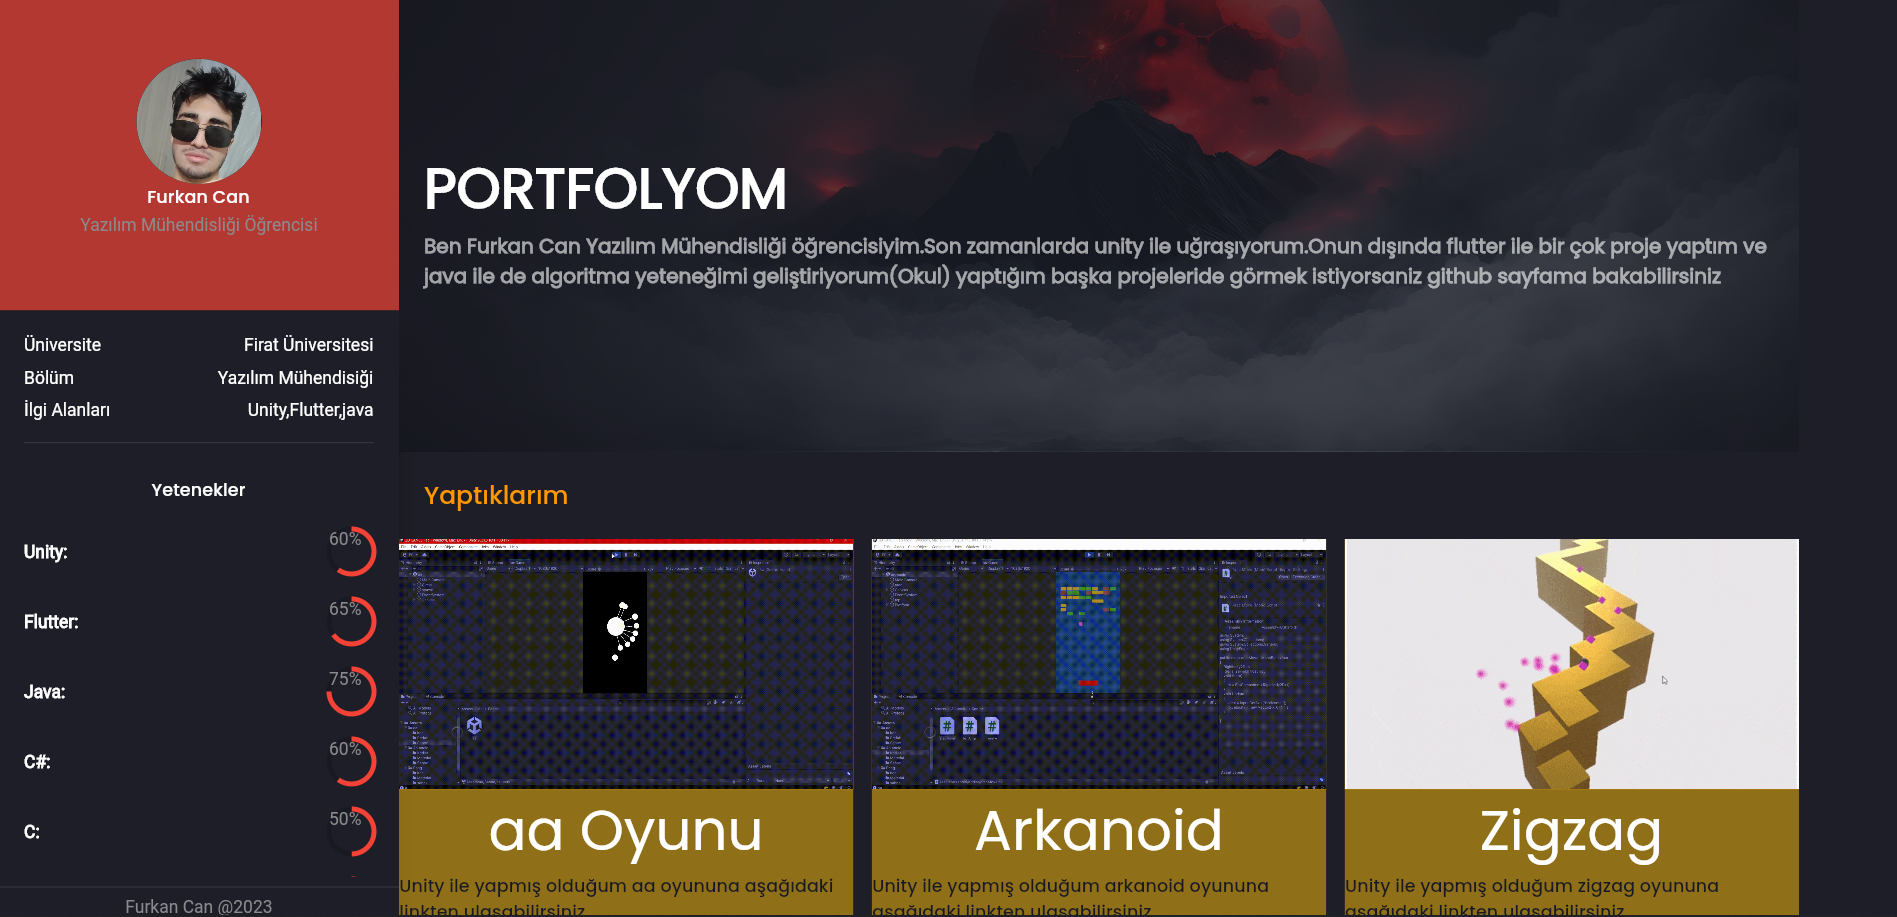 Furkan Can
Yazılım Mühendisliği Öğrencisi
Üniversite Firat Üniversitesi
Bölüm Yazılım Mühendisiği
İlgi Alanları Unity,Flutter,java
Yetenekler
Unity: 60%
Flutter: 65%
Java: 75%
C#: 60%
C: 50%
Furkan Can @2023
PORTFOLYOM
Ben Furkan Can Yazılım Mühendisliği öğrencisiyim.Son zamanlarda unity ile uğraşıyorum.Onun dışında flutter ile bir çok proje yaptım ve
java ile de algoritma yeteneğimi geliştiriyorum(Okul) yaptığım başka projeleride görmek istiyorsaniz github sayfama bakabilirsiniz
Yaptıklarım
aa Oyunu
Unity ile yapmış olduğum aa oyununa aşağıdaki
linkten ulaşabilirsiniz
Arkanoid
Unity ile yapmış olduğum arkanoid oyununa
aşağıdaki linkten ulaşabilirsiniz
Zigzag
Unity ile yapmış olduğum zigzag oyununa
aşağıdaki linkten ulaşabilirsiniz